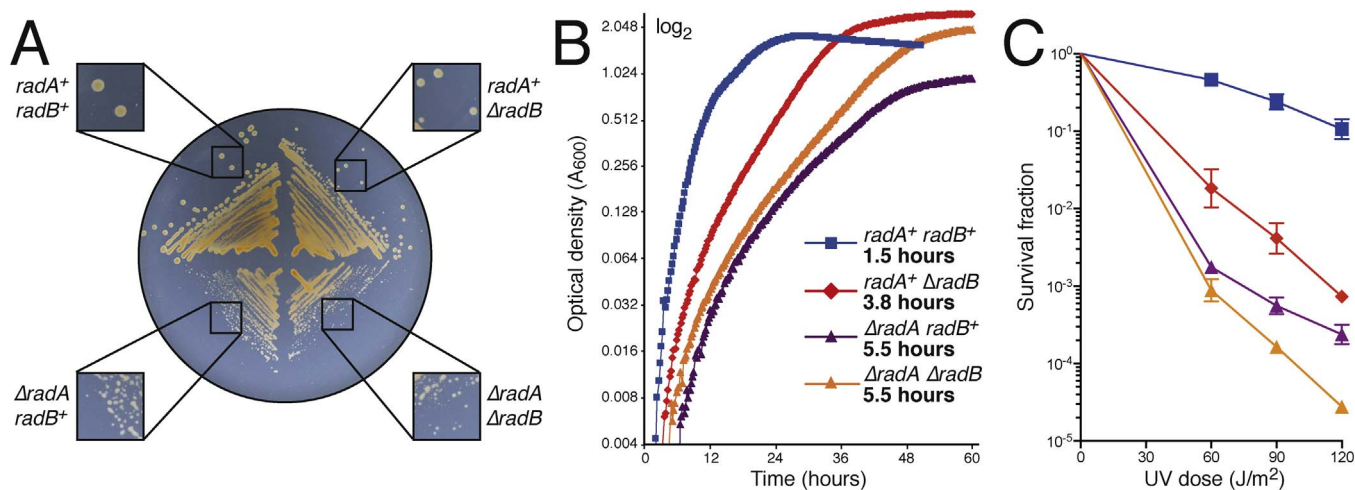 A
radA⁺
radB⁺
radA⁺
ΔradB
ΔradA
radB⁺
ΔradA
ΔradB
B
log₂
Optical density (A₆₀₀)
2.048
1.024
0.512
0.256
0.128
0.064
0.032
0.016
0.008
0.004
radA⁺ radB⁺
1.5 hours
radA⁺ ΔradB
3.8 hours
ΔradA radB⁺
5.5 hours
ΔradA ΔradB
5.5 hours
0 12 24 36 48 60
Time (hours)
C
Survival fraction
10⁰
10⁻¹
10⁻²
10⁻³
10⁻⁴
10⁻⁵
0 30 60 90 120
UV dose (J/m²)